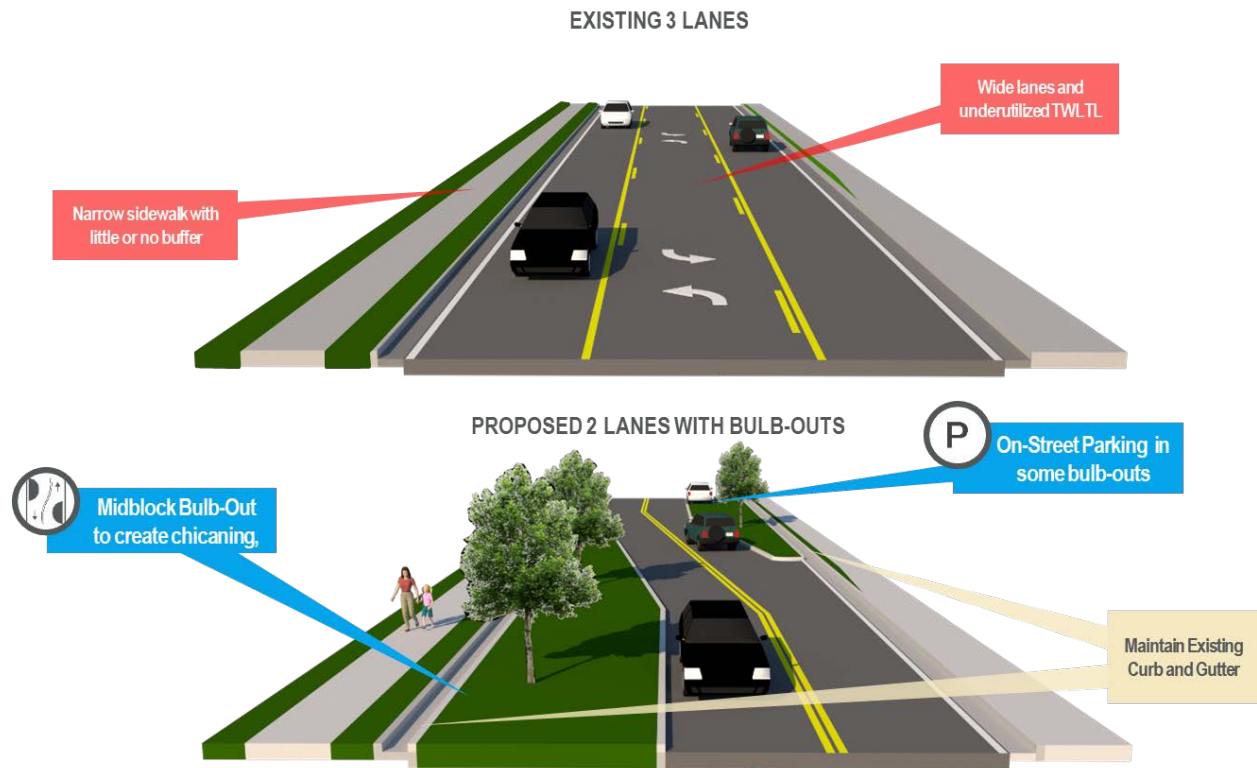 EXISTING 3 LANES
Wide lanes and
underutilized TWLTL
Narrow sidewalk with
little or no buffer
PROPOSED 2 LANES WITH BULB-OUTS
P
On-Street Parking in
some bulb-outs
Midblock Bulb-Out
to create chicaning,
Maintain Existing
Curb and Gutter